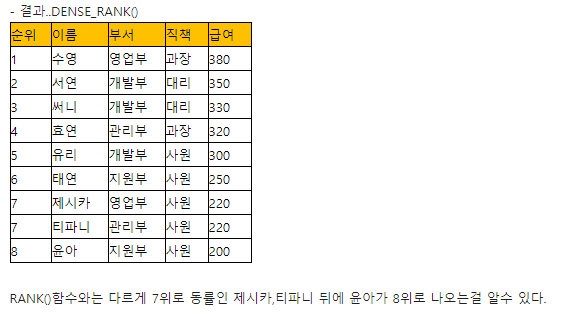 - 결과..DENSE_RANK()
순위 이름 부서 직책 급여
1 수영 영업부 과장 380
2 서연 개발부 대리 350
3 써니 개발부 대리 330
4 효연 관리부 과장 320
5 유리 개발부 사원 300
6 태연 지원부 사원 250
7 제시카 영업부 사원 220
7 티파니 관리부 사원 220
8 윤아 지원부 사원 200
RANK()함수와는 다르게 7위로 동률인 제시카,티파니 뒤에 윤아가 8위로 나오는걸 알수 있다.